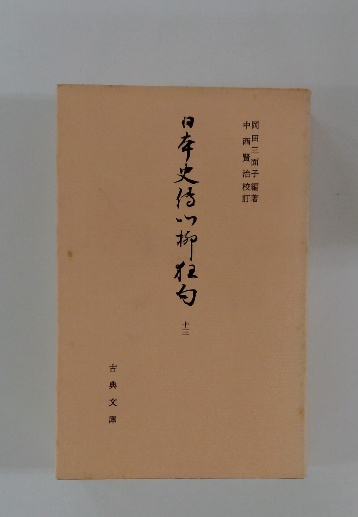 岡田三面子編著
中西賢治校訂
日本史伝川柳狂句
十三
古典文庫